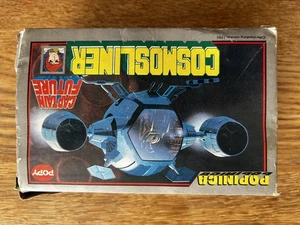 COSMOSLINER
CAPTAIN
FUTURE
POPY
POPINICA